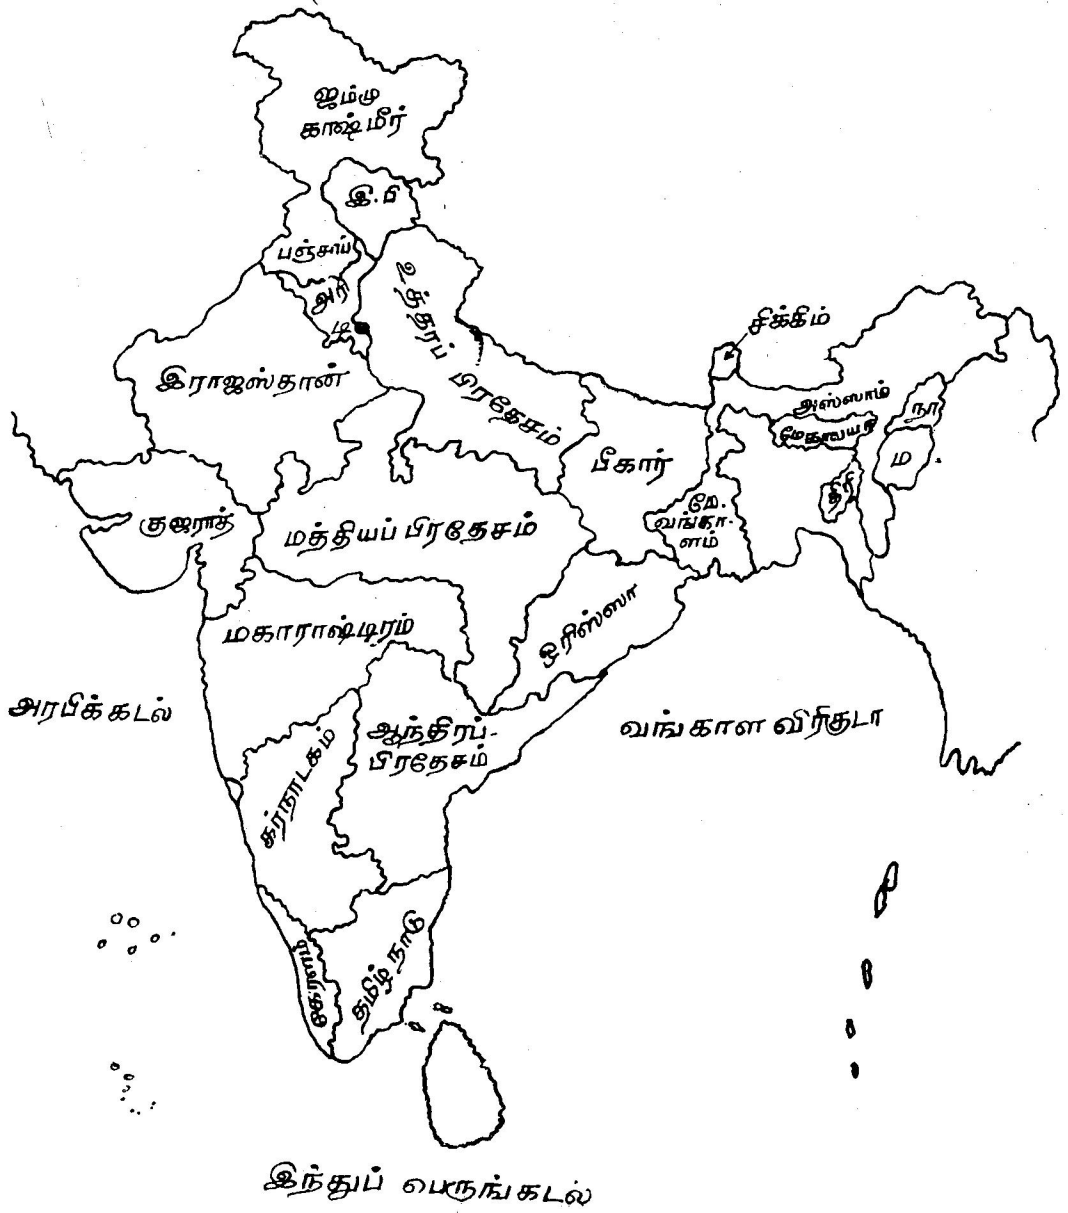 ஜம்மு
காஷ்மீர்
இ.பி
பஞ்சாப்
அரி
டி
உத்தரப்
பிரதேசம்
சிக்கிம்
இராஜஸ்தான்
அஸ்ஸாம்
நா
மேகாலயா
ம
பீகார்
திரி
குஜராத்
மத்தியப் பிரதேசம்
மே.
வங்கா-
ளம்
ஒரிஸ்ஸா
மகாராஷ்டிரம்
அரபிக்கடல்
ஆந்திரப்-
பிரதேசம்
வங்காள விரிகுடா
கர்நாடகம்
கேரளம்
தமிழ் நாடு
இந்துப் பெருங்கடல்